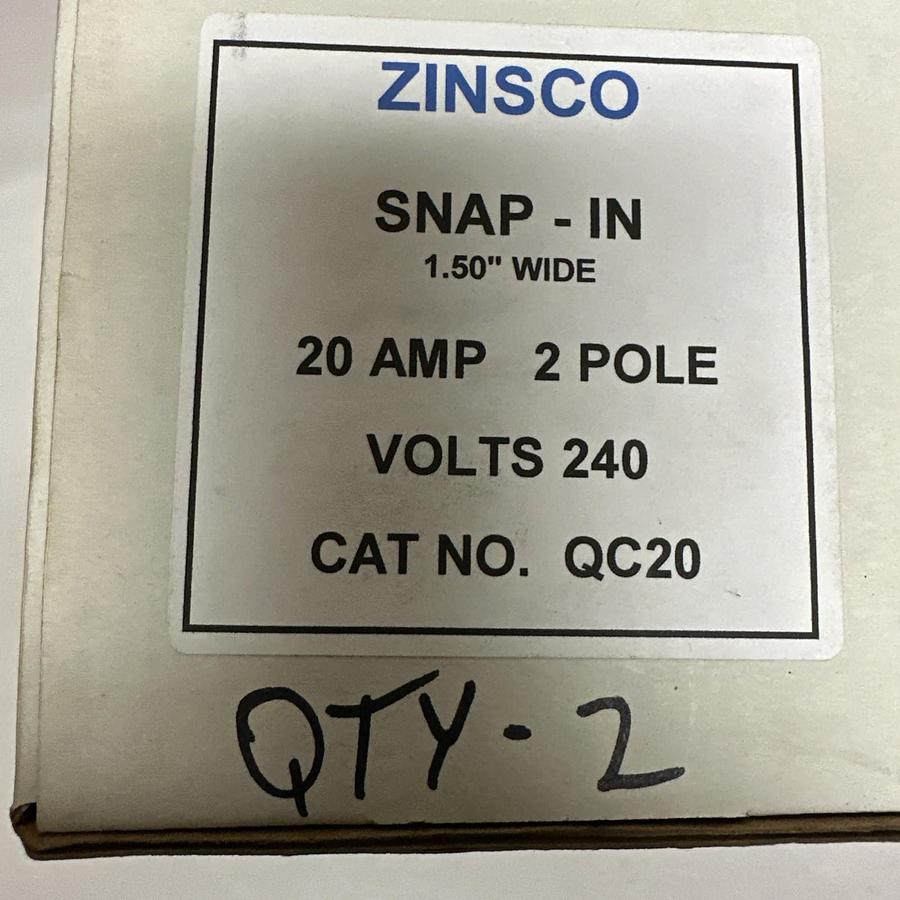 ZINSCO
SNAP - IN
1.50" WIDE
20 AMP 2 POLE
VOLTS 240
CAT NO. QC20
QTY - 2